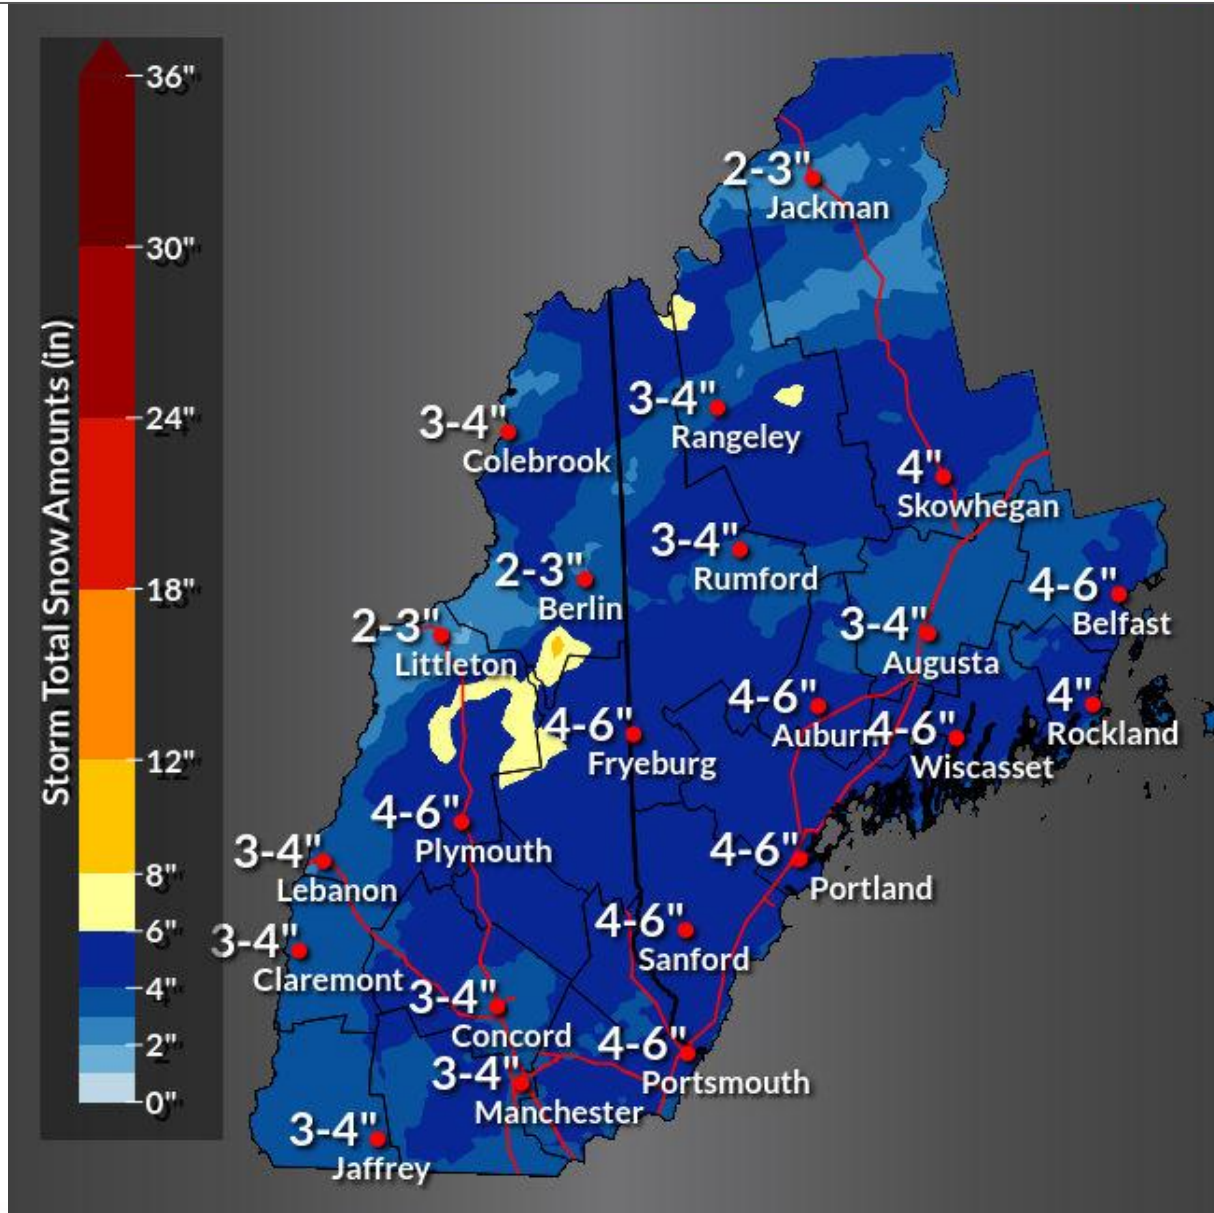 Storm Total Snow Amounts (in)
36"
30"
24"
18"
12"
8"
6"
4"
2"
0"
2-3"
Jackman
3-4"
Rangeley
3-4"
Colebrook
4"
Skowhegan
3-4"
Rumford
2-3"
Berlin
4-6"
Belfast
2-3"
Littleton
3-4"
Augusta
4-6"
Auburn
4"
Rockland
4-6"
Fryeburg
4-6"
Wiscasset
4-6"
Plymouth
4-6"
Portland
3-4"
Lebanon
4-6"
Sanford
3-4"
Claremont
3-4"
Concord
4-6"
Portsmouth
3-4"
Manchester
3-4"
Jaffrey